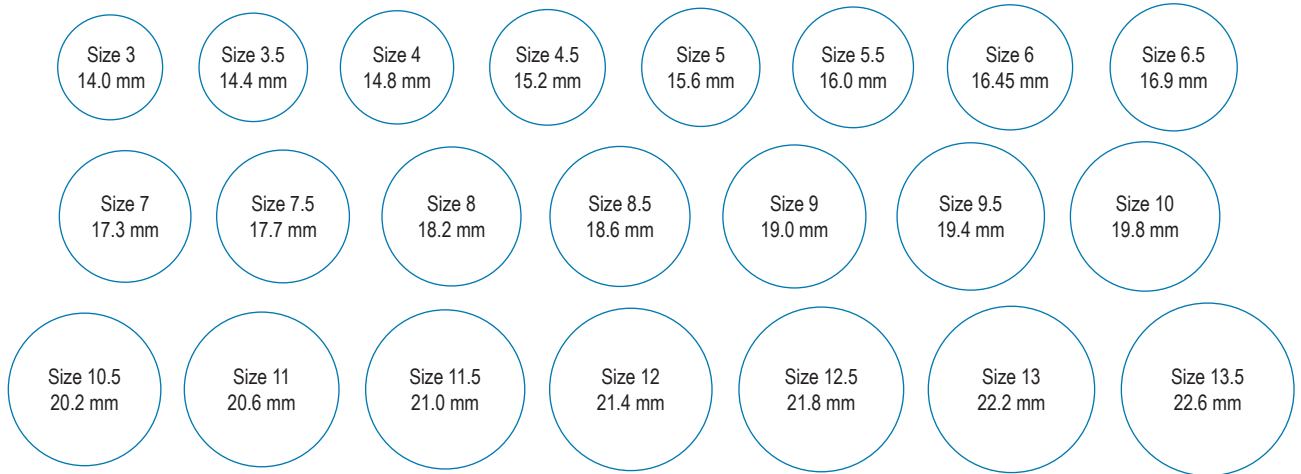 Size 3
14.0 mm
Size 3.5
14.4 mm
Size 4
14.8 mm
Size 4.5
15.2 mm
Size 5
15.6 mm
Size 5.5
16.0 mm
Size 6
16.45 mm
Size 6.5
16.9 mm
Size 7
17.3 mm
Size 7.5
17.7 mm
Size 8
18.2 mm
Size 8.5
18.6 mm
Size 9
19.0 mm
Size 9.5
19.4 mm
Size 10
19.8 mm
Size 10.5
20.2 mm
Size 11
20.6 mm
Size 11.5
21.0 mm
Size 12
21.4 mm
Size 12.5
21.8 mm
Size 13
22.2 mm
Size 13.5
22.6 mm